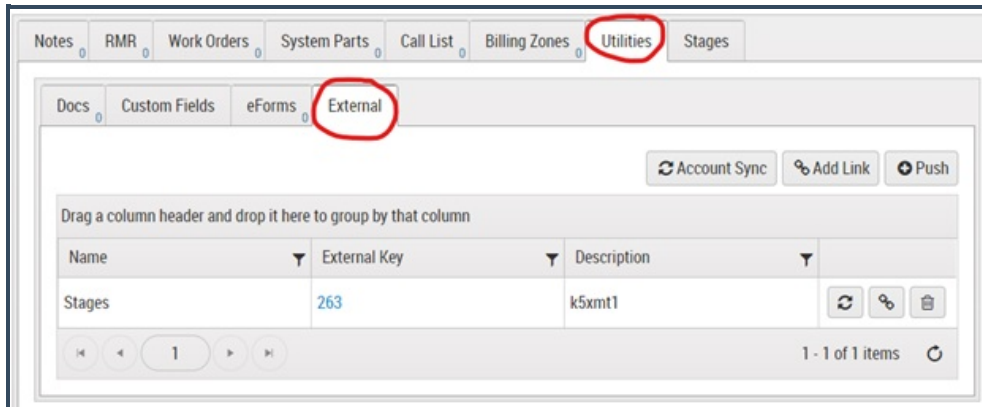 Notes 0 RMR 0 Work Orders 0 System Parts 0 Call List 0 Billing Zones 0 Utilities Stages
Docs 0 Custom Fields eForms 0 External
Account Sync Add Link Push
Drag a column header and drop it here to group by that column
Name External Key Description
Stages 263 k5xmt1
1 1 - 1 of 1 items